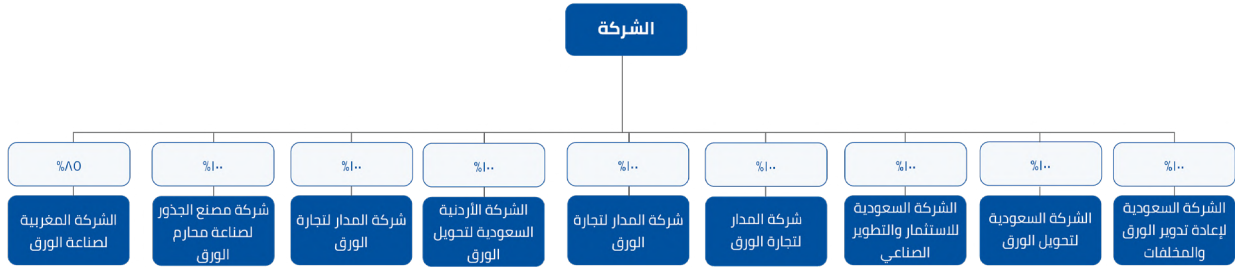 الشركة
%١٠٠
%١٠٠
%١٠٠
%١٠٠
%١٠٠
%١٠٠
%١٠٠
%١٠٠
%٨٥
الشركة السعودية
لإعادة تدوير الورق
والمخلفات
الشركة السعودية
لتحويل الورق
الشركة السعودية
للاستثمار والتطوير
الصناعي
شركة المدار
لتجارة الورق
شركة المدار لتجارة
الورق
الشركة الأردنية
السعودية لتحويل
الورق
شركة المدار لتجارة
الورق
شركة مصنع الجذور
لصناعة محارم
الورق
الشركة المغربية
لصناعة الورق